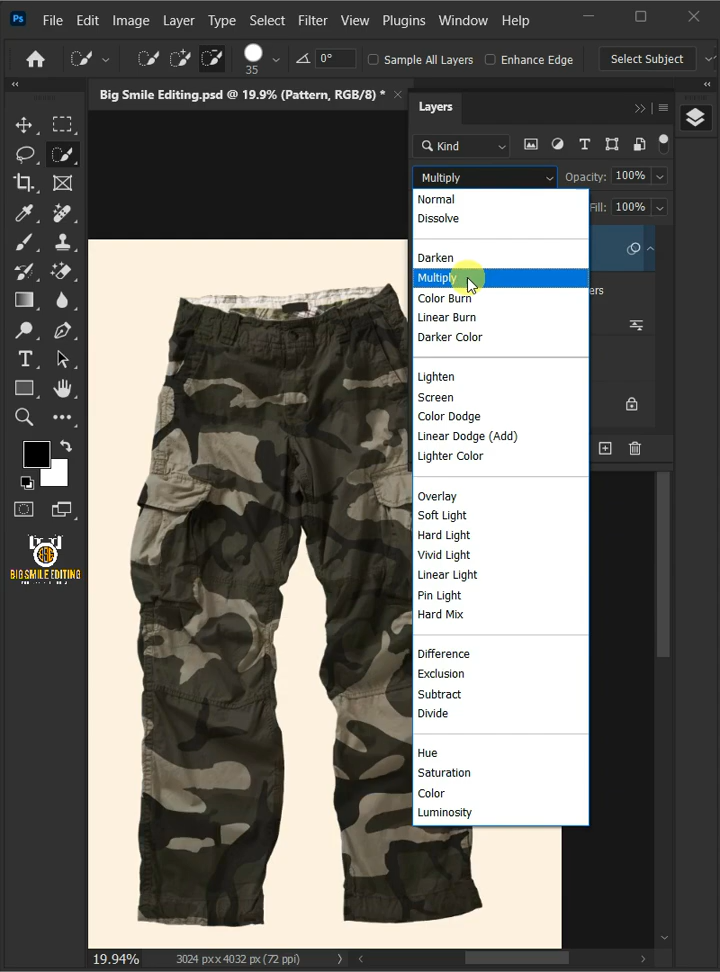 Ps File Edit Image Layer Type Select Filter View Plugins Window Help
35 0° Sample All Layers Enhance Edge Select Subject
Big Smile Editing.psd @ 19.9% (Pattern, RGB/8) *
Layers
Kind
Multiply Opacity: 100%
Fill: 100%
Normal
Dissolve
Darken
Multiply
ers
Color Burn
Linear Burn
Darker Color
Lighten
Screen
Color Dodge
Linear Dodge (Add)
Lighter Color
Overlay
Soft Light
Hard Light
Vivid Light
Linear Light
Pin Light
Hard Mix
Difference
Exclusion
Subtract
Divide
Hue
Saturation
Color
Luminosity
BIG SMILE EDITING
19.94% 3024 px x 4032 px (72 ppi)